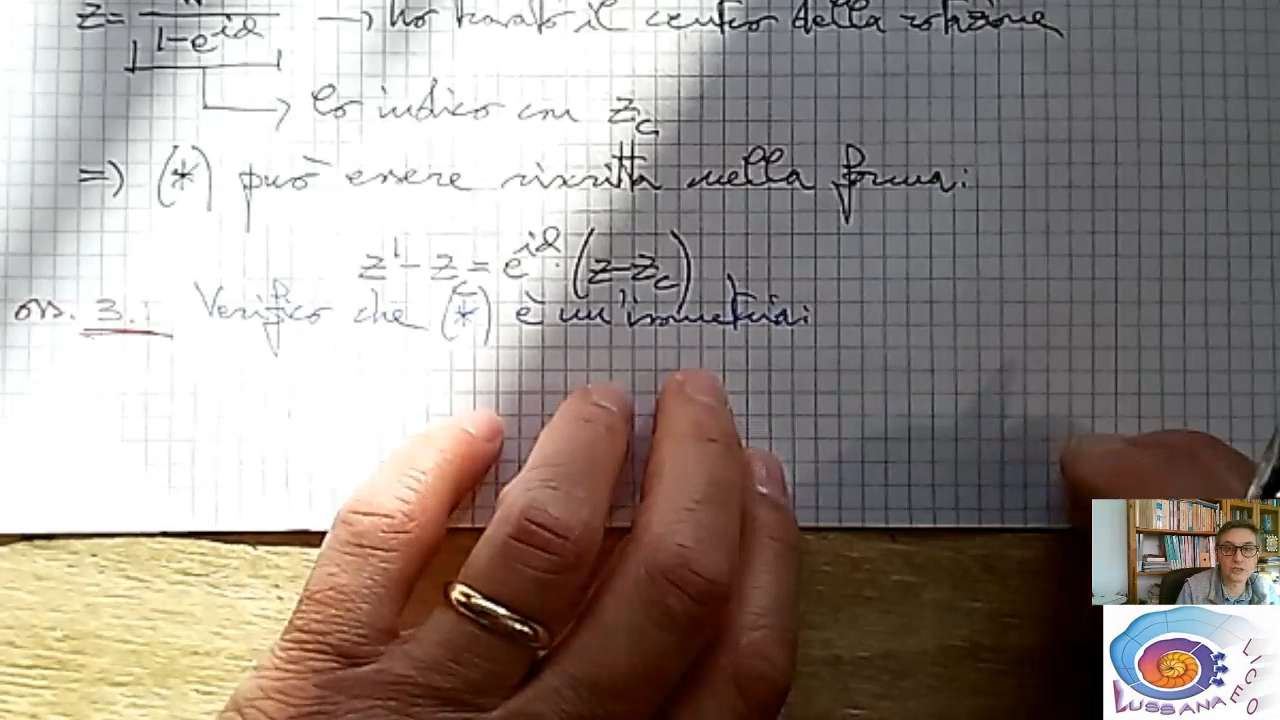 z = ──── → ho trovato il centro della rotazione
1-e^{iα}
lo indico con z_c
=> (*) può essere riscritta nella forma:
z' - z_c = e^{iα}·(z-z_c)
oss. 3.: Verifico che (*) è un'isometria:
LUSSANA LICEO